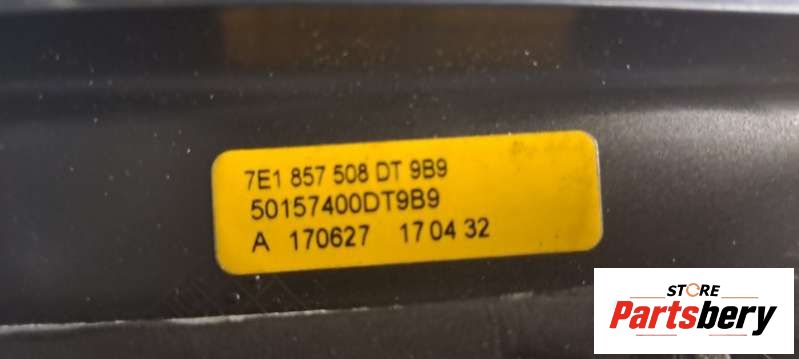 7E1 857 508 DT 9B9
50157400DT9B9
A 170627 17 04 32
STORE
Partsbery